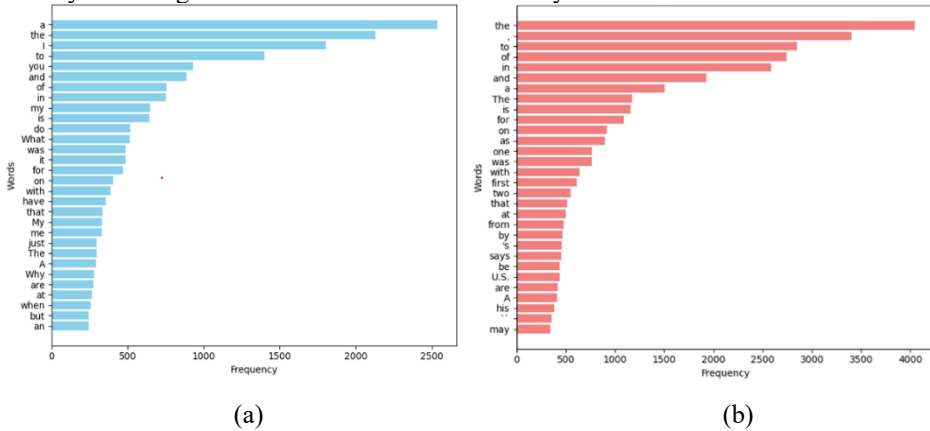 a
the
I
to
you
and
of
in
my
is
do
What
was
it
for
on
with
have
that
My
me
just
The
A
Why
are
at
when
but
an
Words
0 500 1000 1500 2000 2500
Frequency
(a)
the
,
to
of
in
and
a
The
is
for
on
as
one
was
with
first
two
that
at
from
by
's
says
be
U.S.
are
A
his
``
may
Words
0 500 1000 1500 2000 2500 3000 3500 4000
Frequency
(b)